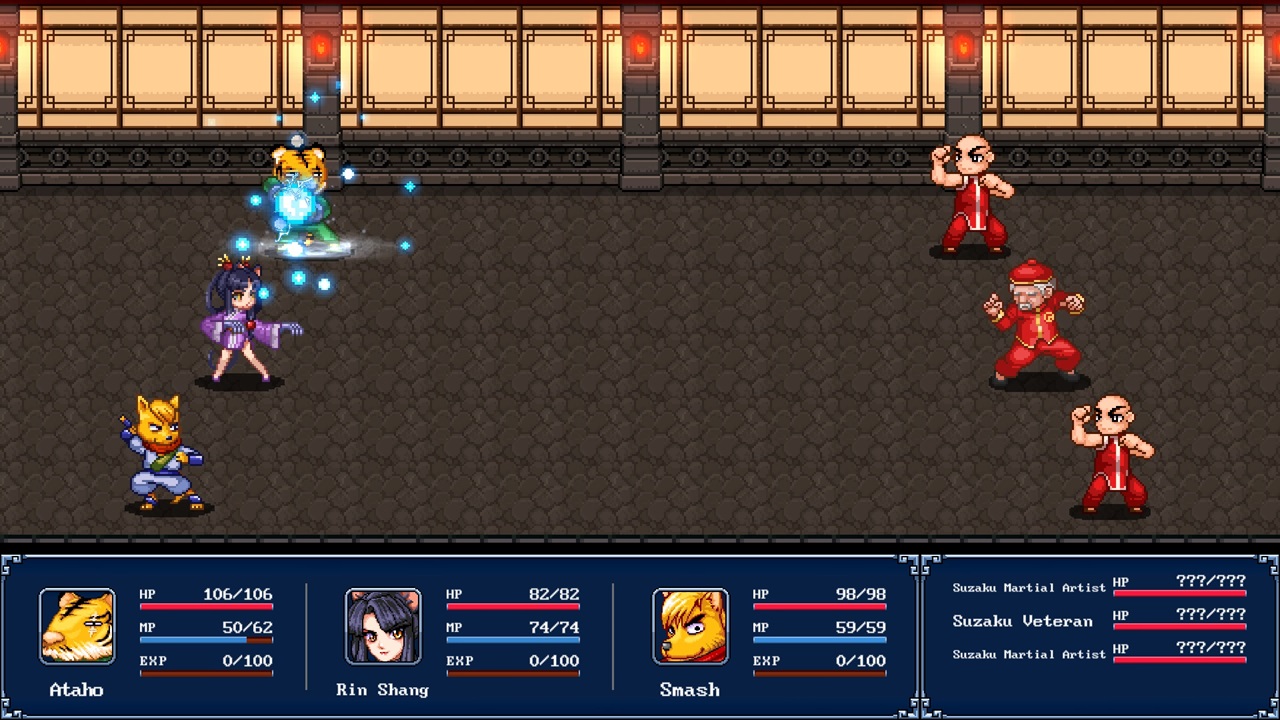 HP 106/106
MP 50/62
EXP 0/100
Ataho
HP 82/82
MP 74/74
EXP 0/100
Rin Shang
HP 98/98
MP 59/59
EXP 0/100
Smash
Suzaku Martial Artist HP ???/???
Suzaku Veteran HP ???/???
Suzaku Martial Artist HP ???/???